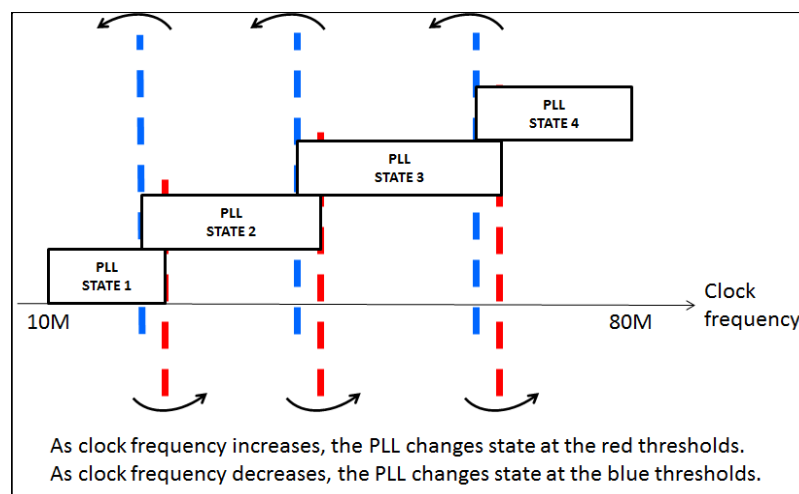 PLL
STATE 4
PLL
STATE 3
PLL
STATE 2
PLL
STATE 1
Clock
frequency
10M
80M
As clock frequency increases, the PLL changes state at the red thresholds.
As clock frequency decreases, the PLL changes state at the blue thresholds.